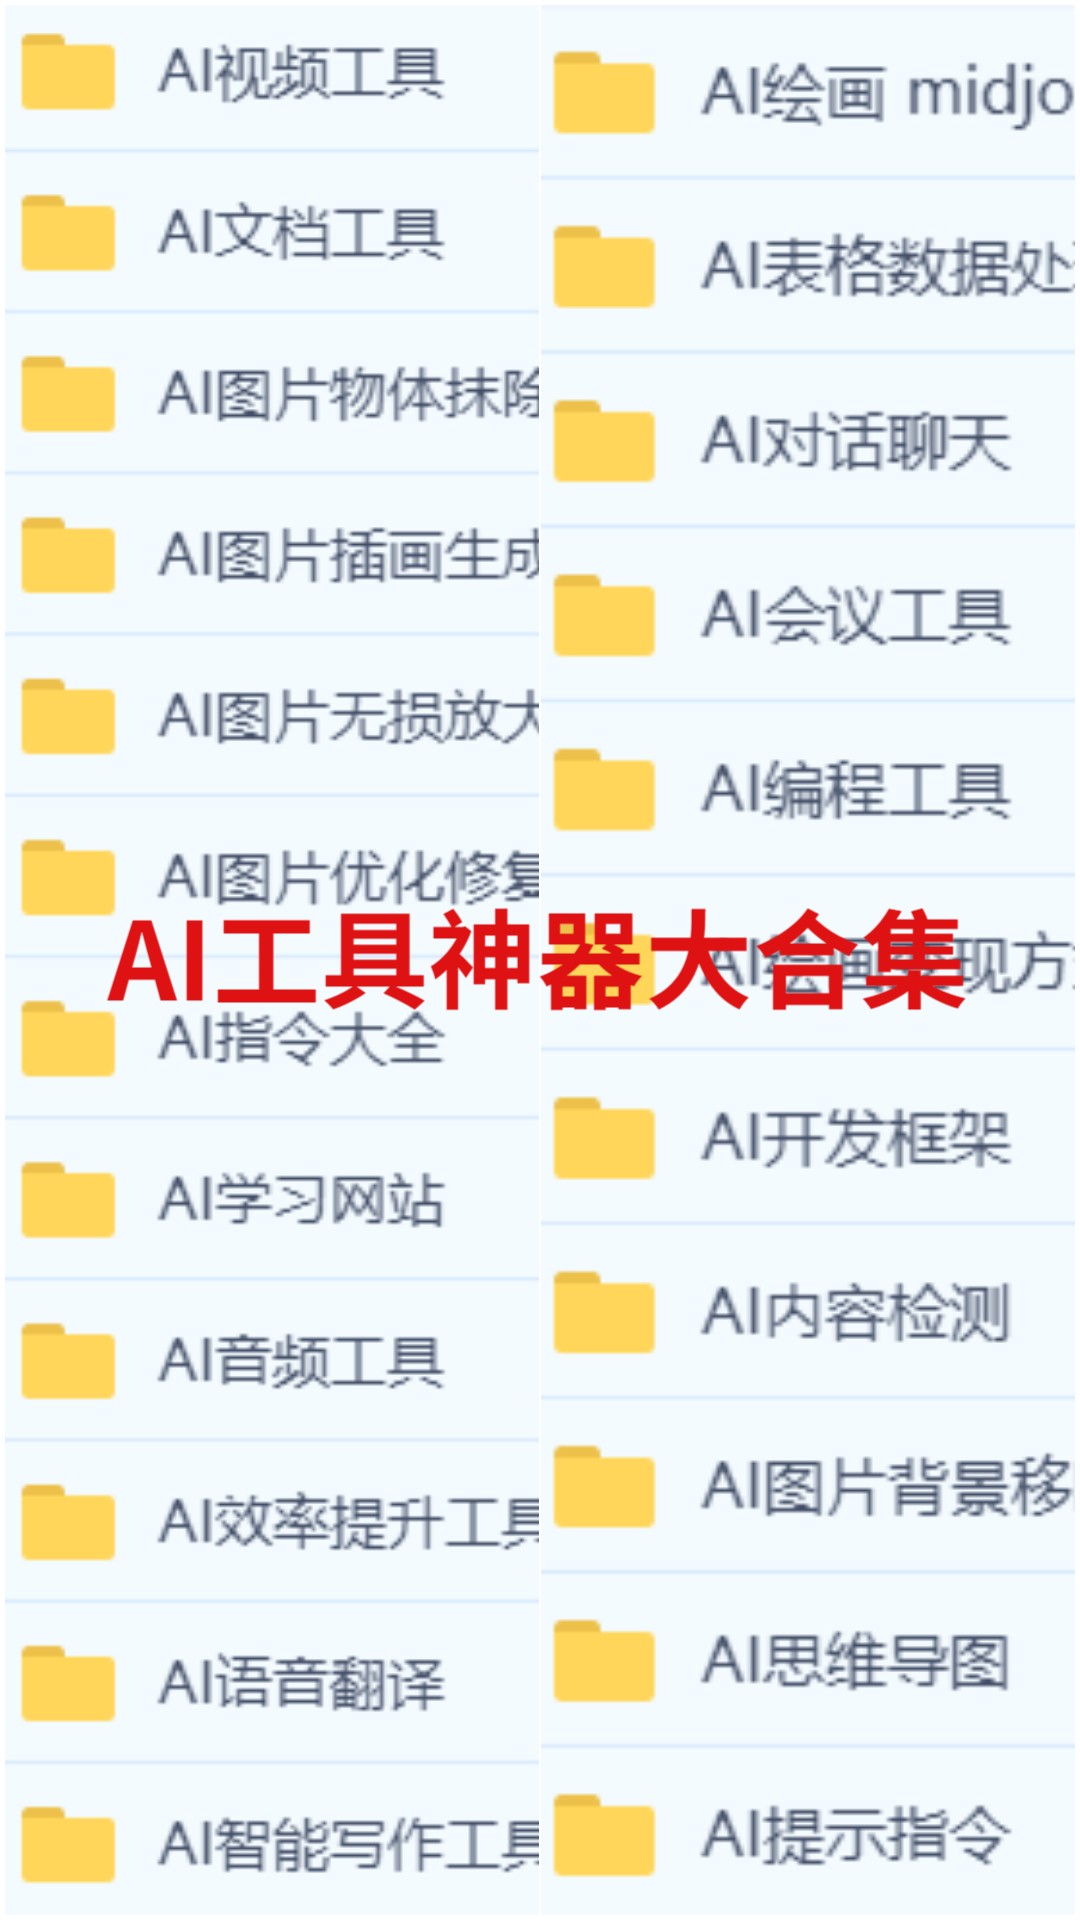 AI视频工具
AI文档工具
AI图片物体抹除
AI图片插画生成
AI图片无损放大
AI图片优化修复
AI工具神器大合集
AI指令大全
AI学习网站
AI音频工具
AI效率提升工具
AI语音翻译
AI智能写作工具
AI绘画 midjo
AI表格数据处
AI对话聊天
AI会议工具
AI编程工具
AI绘画变现方
AI开发框架
AI内容检测
AI图片背景移
AI思维导图
AI提示指令